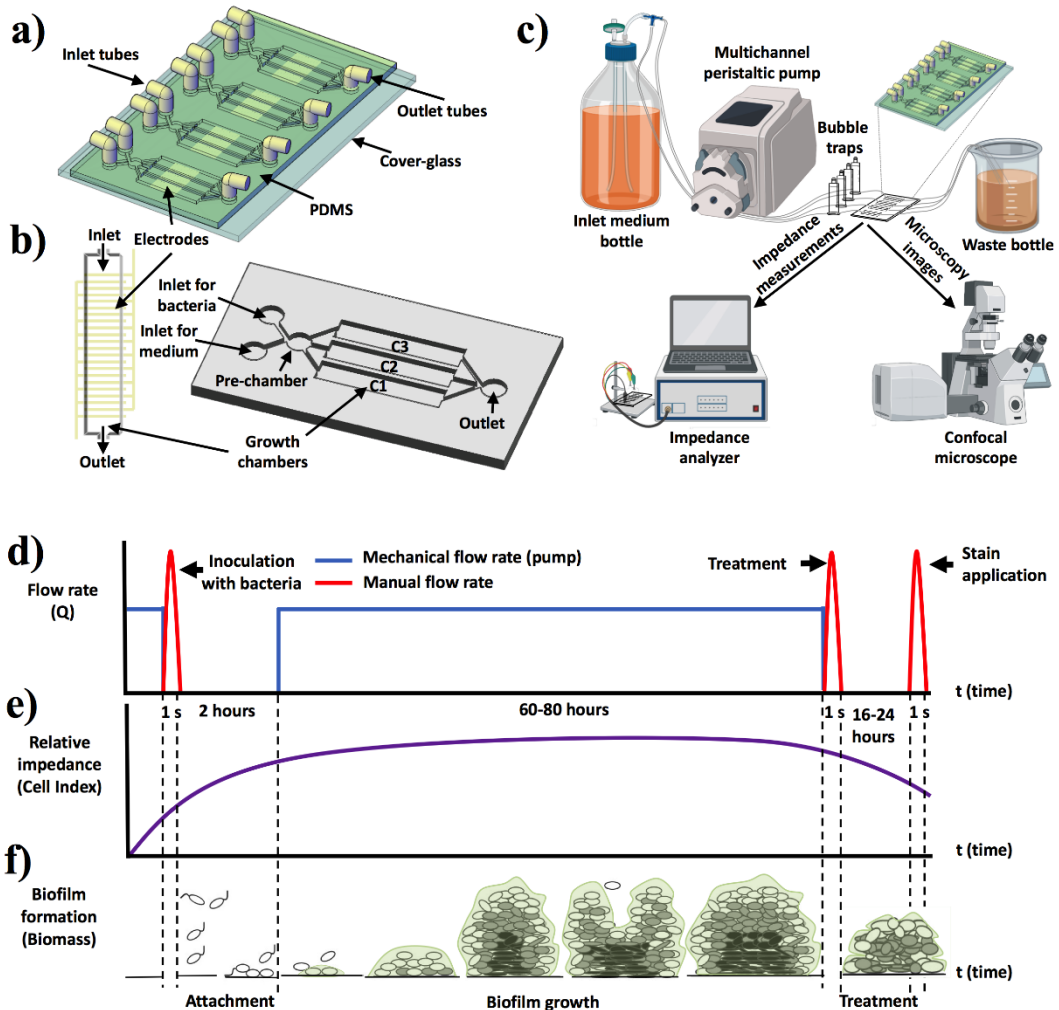 a)
Inlet tubes
Outlet tubes
Cover-glass
PDMS
b)
Inlet
Electrodes
Inlet for
bacteria
Inlet for
medium
Pre-chamber
C3
C2
C1
Outlet
Growth
chambers
Outlet
c)
Multichannel
peristaltic pump
Bubble
traps
Inlet medium
bottle
Waste bottle
Impedance
measurements
Microscopy
images
Impedance
analyzer
Confocal
microscope
d)
Flow rate
(Q)
Inoculation
with bacteria
Mechanical flow rate (pump)
Manual flow rate
Treatment
Stain
application
t (time)
e)
1 s
2 hours
60-80 hours
1 s
16-24
hours
1 s
Relative
impedance
(Cell Index)
t (time)
f)
Biofilm
formation
(Biomass)
t (time)
Attachment
Biofilm growth
Treatment